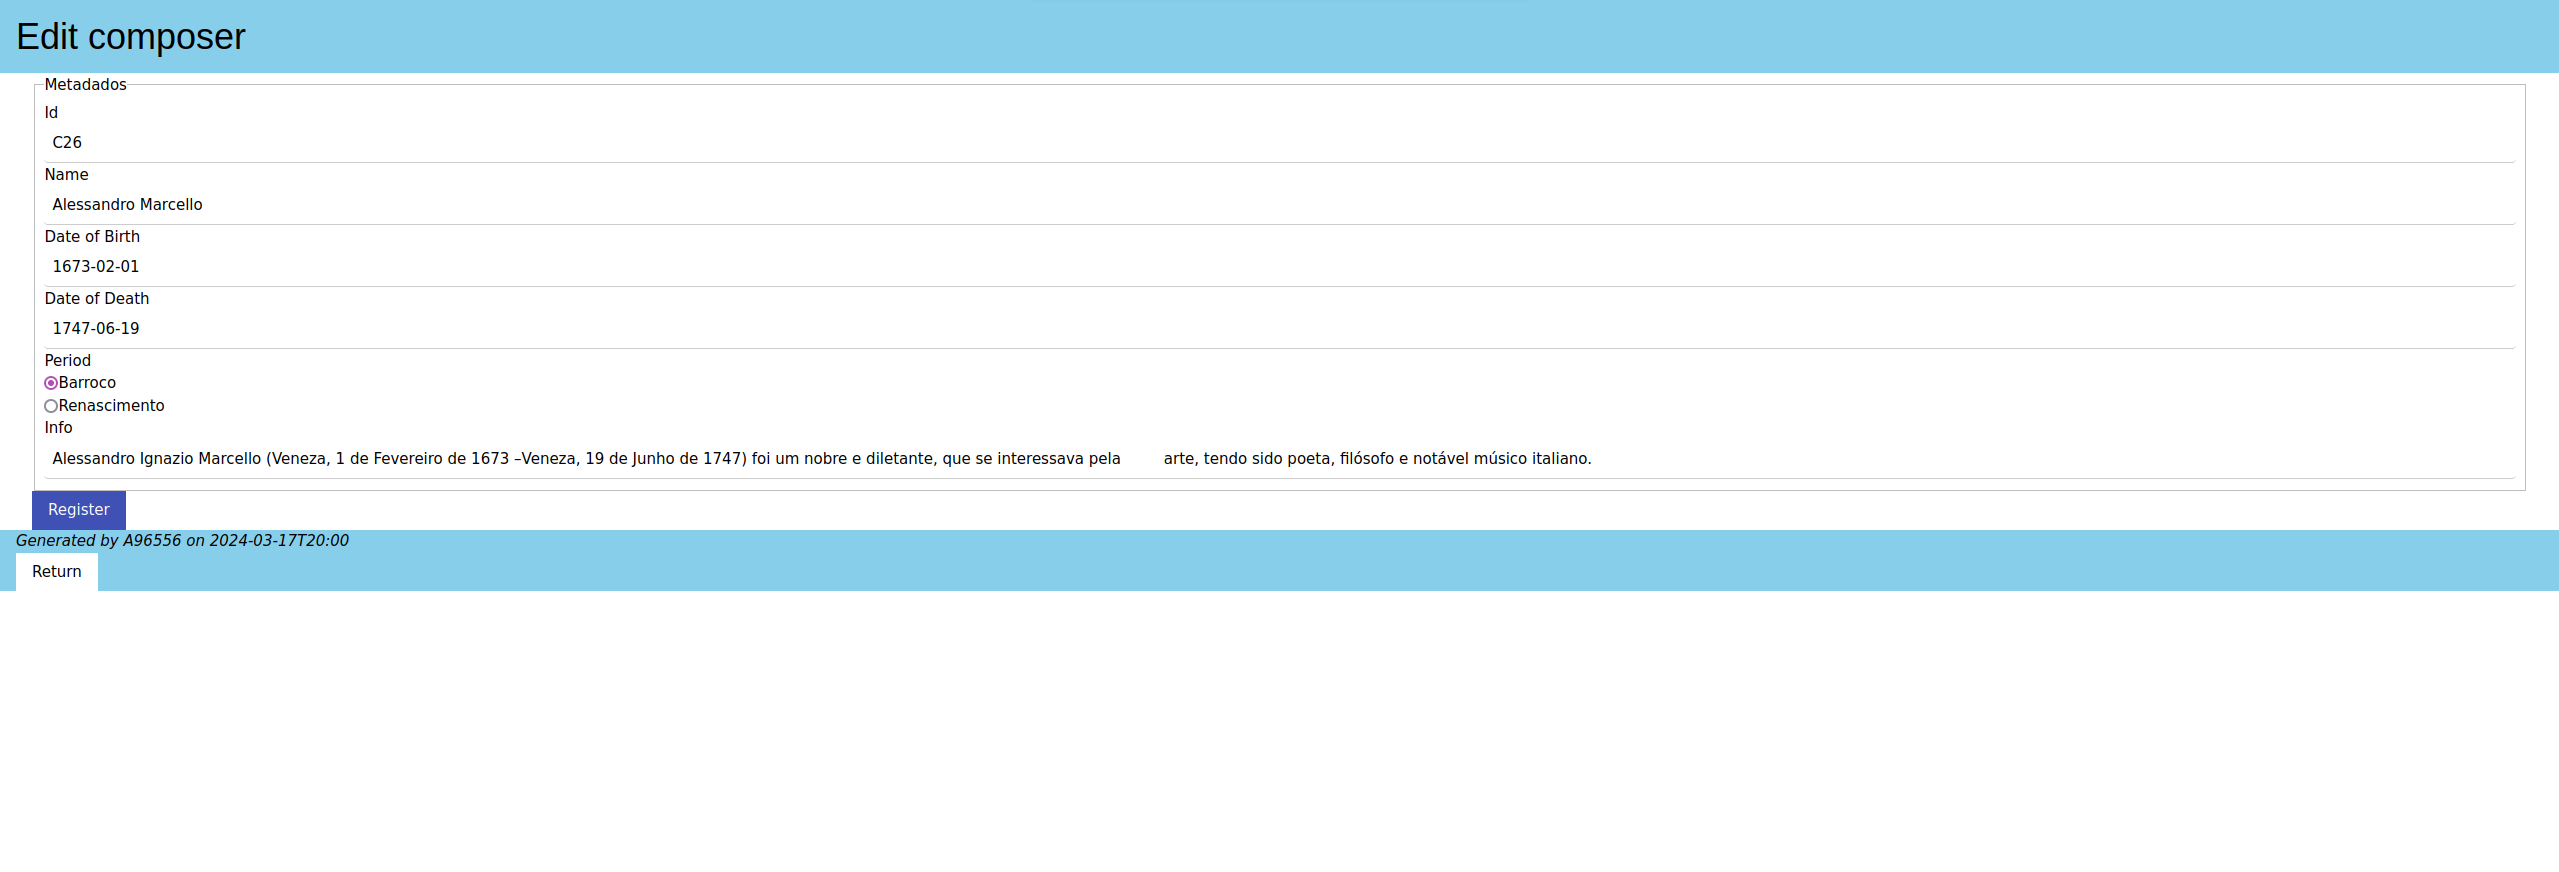 Edit composer
Metadados
Id
C26
Name
Alessandro Marcello
Date of Birth
1673-02-01
Date of Death
1747-06-19
Period
Barroco
Renascimento
Info
Alessandro Ignazio Marcello (Veneza, 1 de Fevereiro de 1673 –Veneza, 19 de Junho de 1747) foi um nobre e diletante, que se interessava pela arte, tendo sido poeta, filósofo e notável músico italiano.
Register
Generated by A96556 on 2024-03-17T20:00
Return